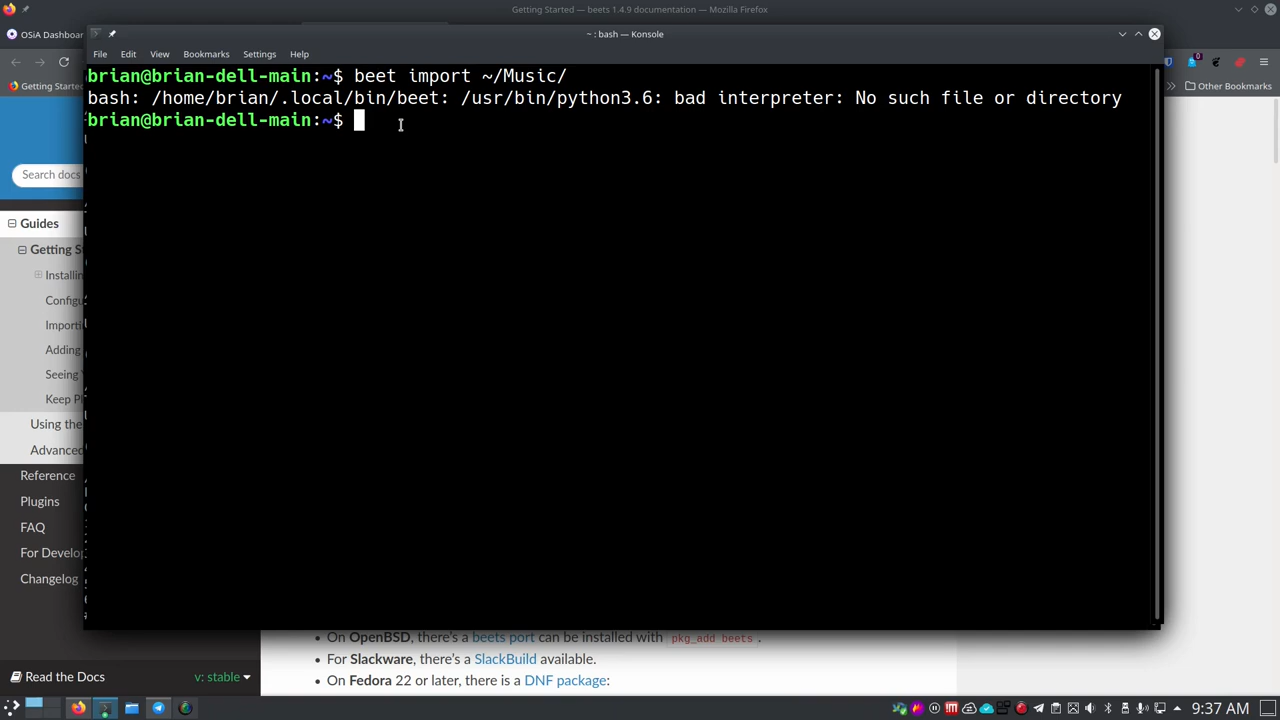 Getting Started — beets 1.4.9 documentation — Mozilla Firefox
OSiA Dashboar
~ : bash — Konsole
File Edit View Bookmarks Settings Help
Getting Starte
Other Bookmarks
brian@brian-dell-main:~$ beet import ~/Music/
bash: /home/brian/.local/bin/beet: /usr/bin/python3.6: bad interpreter: No such file or directory
brian@brian-dell-main:~$
Search docs
Guides
Getting S
Installin
Configu
Importi
Adding
Seeing
Keep Pl
Using the
Advanced
Reference
Plugins
FAQ
For Develo
Changelog
On OpenBSD, there's a beets port can be installed with pkg_add beets.
For Slackware, there's a SlackBuild available.
On Fedora 22 or later, there is a DNF package:
Read the Docs
v: stable
9:37 AM